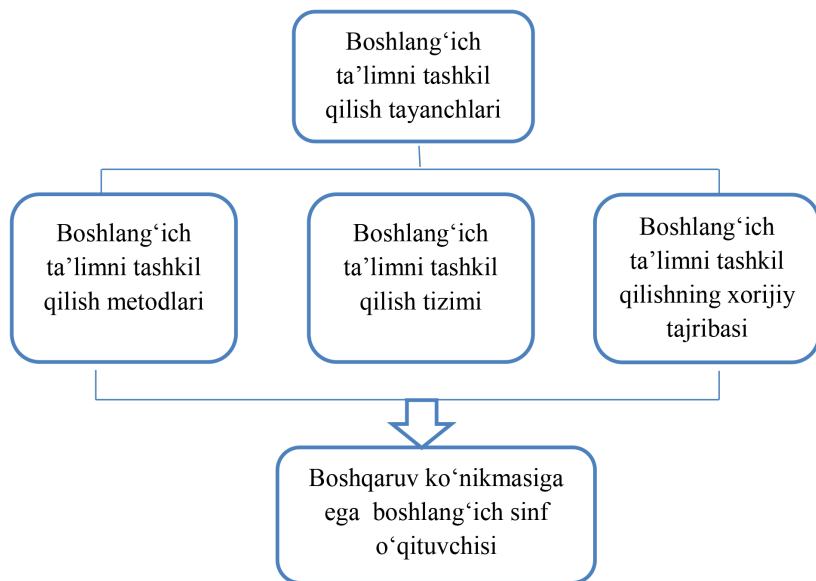 Boshlang‘ich
ta’limni tashkil
qilish tayanchlari
Boshlang‘ich
ta’limni tashkil
qilish metodlari
Boshlang‘ich
ta’limni tashkil
qilish tizimi
Boshlang‘ich
ta’limni tashkil
qilishning xorijiy
tajribasi
Boshqaruv ko‘nikmasiga
ega boshlang‘ich sinf
o‘qituvchisi